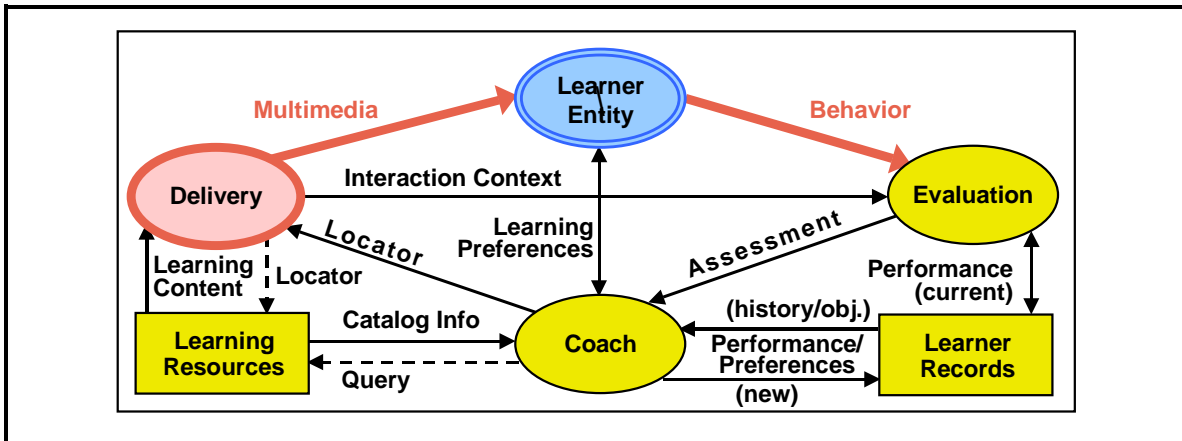 Learner
Entity
Multimedia
Behavior
Delivery
Interaction Context
Evaluation
Learning
Preferences
Locator
Assessment
Learning
Content
Locator
Performance
(current)
Learning
Resources
Catalog Info
Query
Coach
(history/obj.)
Performance/
Preferences
(new)
Learner
Records